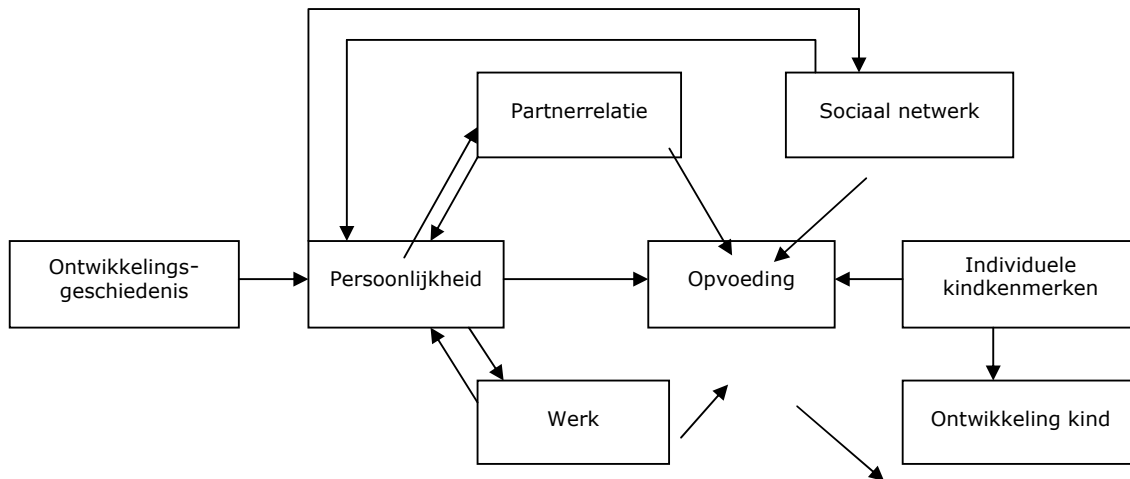 Partnerrelatie
Sociaal netwerk
Ontwikkelings-
geschiedenis
Persoonlijkheid
Opvoeding
Individuele
kindkenmerken
Werk
Ontwikkeling kind